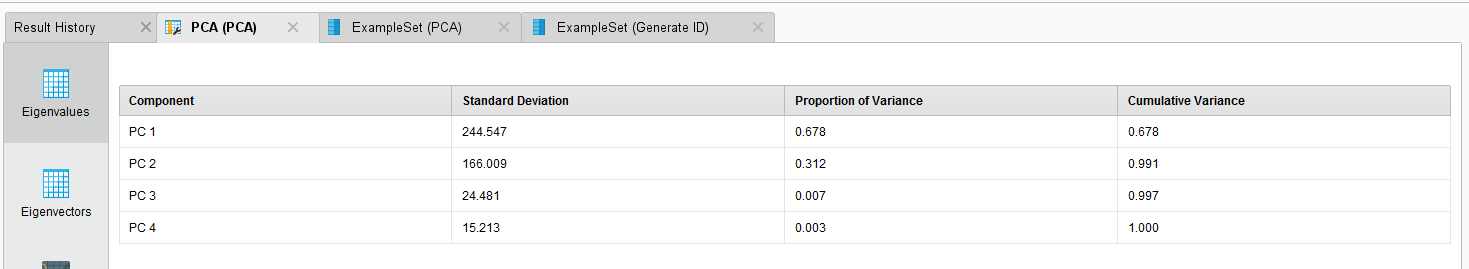 Result History PCA (PCA) ExampleSet (PCA) ExampleSet (Generate ID)
Eigenvalues
Eigenvectors
Component Standard Deviation Proportion of Variance Cumulative Variance
PC 1 244.547 0.678 0.678
PC 2 166.009 0.312 0.991
PC 3 24.481 0.007 0.997
PC 4 15.213 0.003 1.000